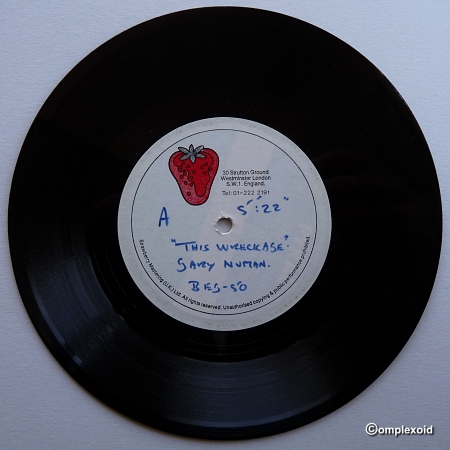 30 Strutton Ground
Westminster London
S.W.1. England.
Tel: 01-222 2191
A
5":22"
"THIS WRECKAGE".
GARY NUMAN.
BEG-50
Strawberry Mastering (U.K.) Ltd. All rights reserved. Unauthorised copying & public performance prohibited.
©omplexoid